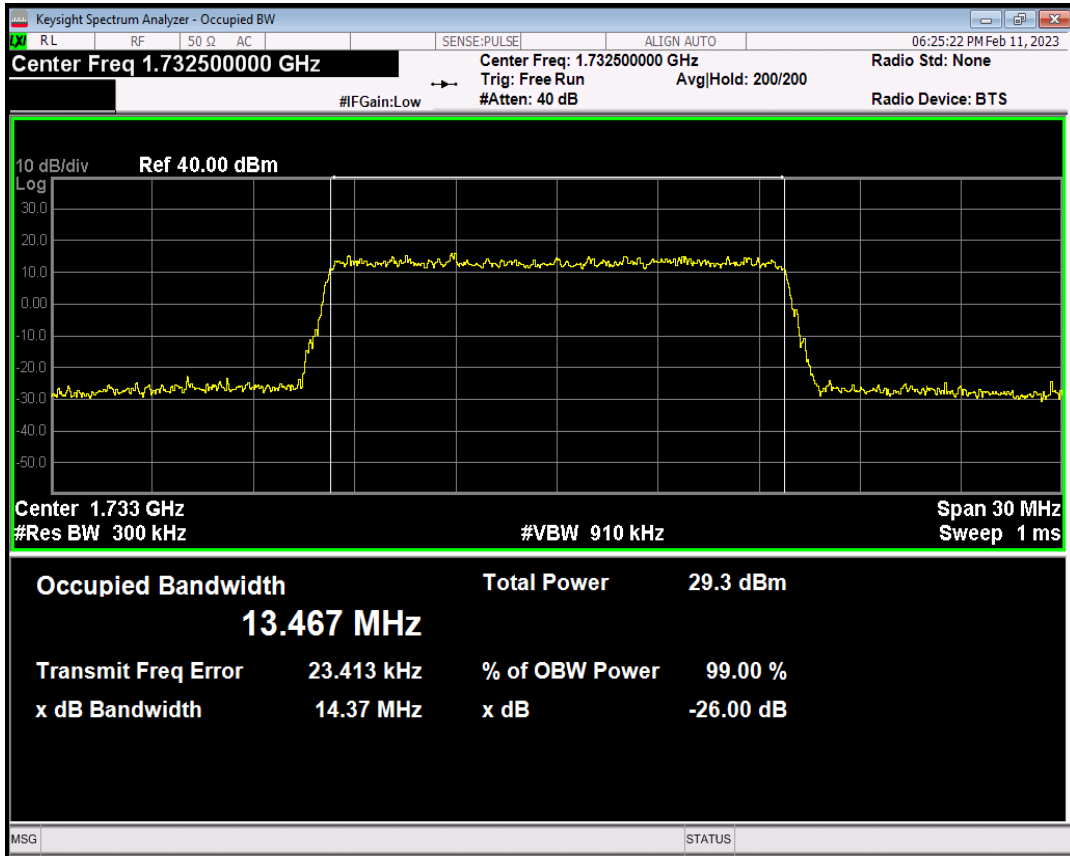 Keysight Spectrum Analyzer - Occupied BW
LXI RL RF 50 Ω AC SENSE:PULSE ALIGN AUTO 06:25:22 PM Feb 11, 2023
Center Freq 1.732500000 GHz Center Freq: 1.732500000 GHz Radio Std: None
Trig: Free Run Avg|Hold: 200/200
#IFGain:Low #Atten: 40 dB Radio Device: BTS
10 dB/div Ref 40.00 dBm
Log
30.0
20.0
10.0
0.00
-10.0
-20.0
-30.0
-40.0
-50.0
Center 1.733 GHz Span 30 MHz
#Res BW 300 kHz #VBW 910 kHz Sweep 1 ms
Occupied Bandwidth Total Power 29.3 dBm
13.467 MHz
Transmit Freq Error 23.413 kHz % of OBW Power 99.00 %
x dB Bandwidth 14.37 MHz x dB -26.00 dB
MSG STATUS